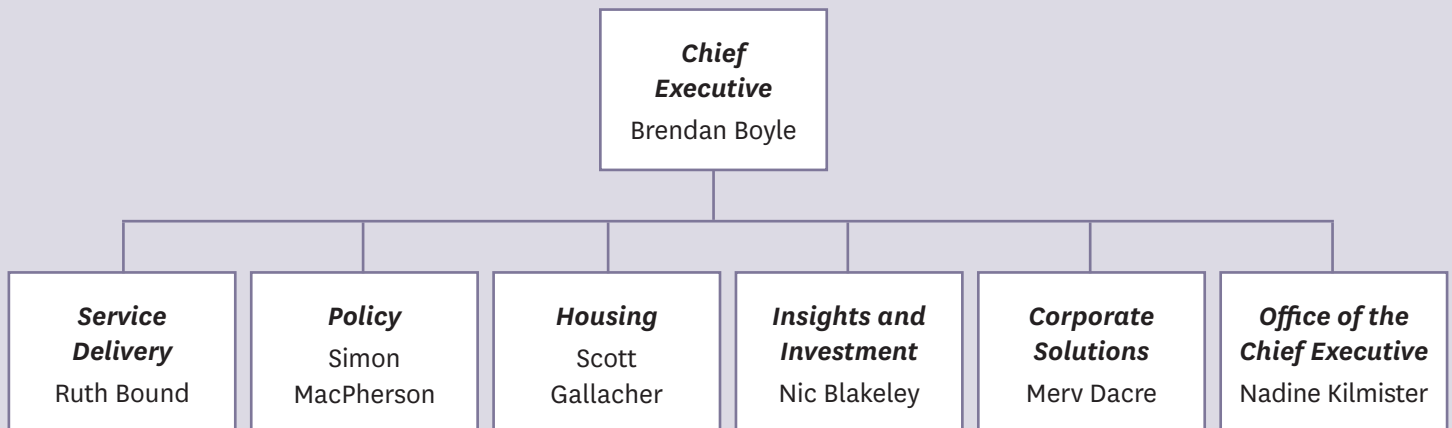 Chief
Executive
Brendan Boyle
Service
Delivery
Ruth Bound
Policy
Simon
MacPherson
Housing
Scott
Gallacher
Insights and
Investment
Nic Blakeley
Corporate
Solutions
Merv Dacre
Office of the
Chief Executive
Nadine Kilmister